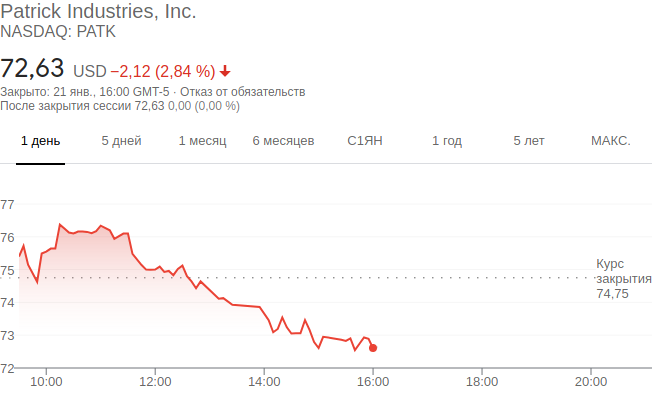 Patrick Industries, Inc.
NASDAQ: PATK
72,63 USD −2,12 (2,84 %)
Закрыто: 21 янв., 16:00 GMT-5 · Отказ от обязательств
После закрытия сессии 72,63 0,00 (0,00 %)
1 день 5 дней 1 месяц 6 месяцев С1ЯН 1 год 5 лет МАКС.
77
76
75
74
73
72
Курс
закрытия
74,75
10:00 12:00 14:00 16:00 18:00 20:00